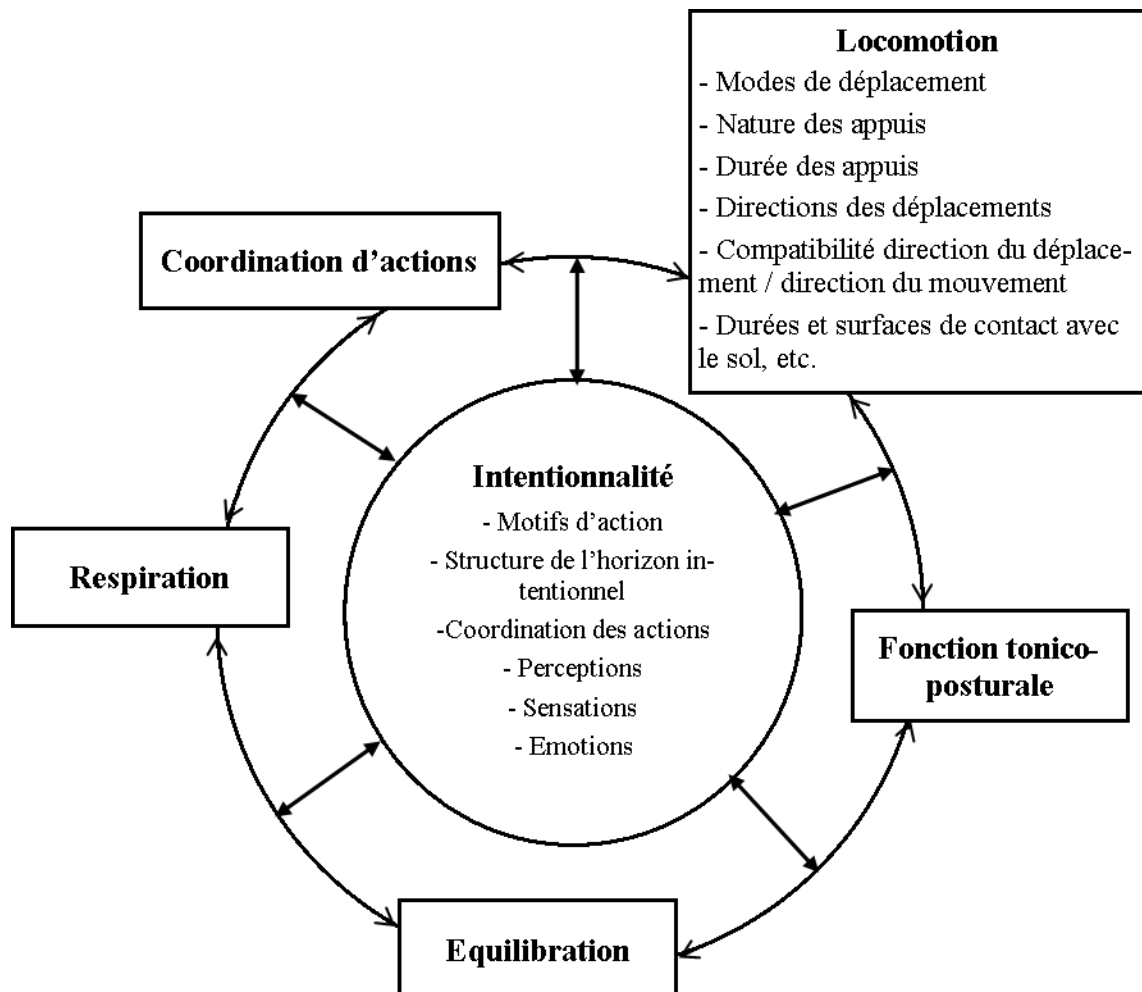 Locomotion
- Modes de déplacement
- Nature des appuis
- Durée des appuis
- Directions des déplacements
- Compatibilité direction du déplace-
ment / direction du mouvement
- Durées et surfaces de contact avec
le sol, etc.
Coordination d’actions
Intentionnalité
- Motifs d’action
- Structure de l’horizon in-
tentionnel
-Coordination des actions
- Perceptions
- Sensations
- Emotions
Respiration
Fonction tonico-
posturale
Equilibration